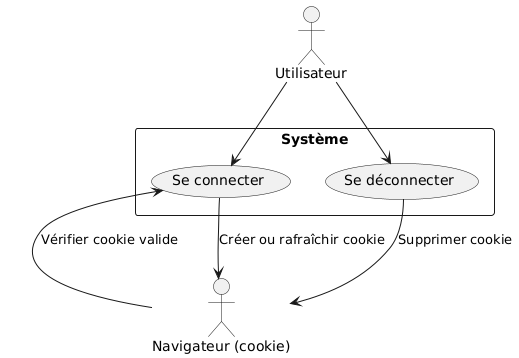 Utilisateur
Système
Se connecter
Se déconnecter
Vérifier cookie valide
Créer ou rafraîchir cookie
Supprimer cookie
Navigateur (cookie)